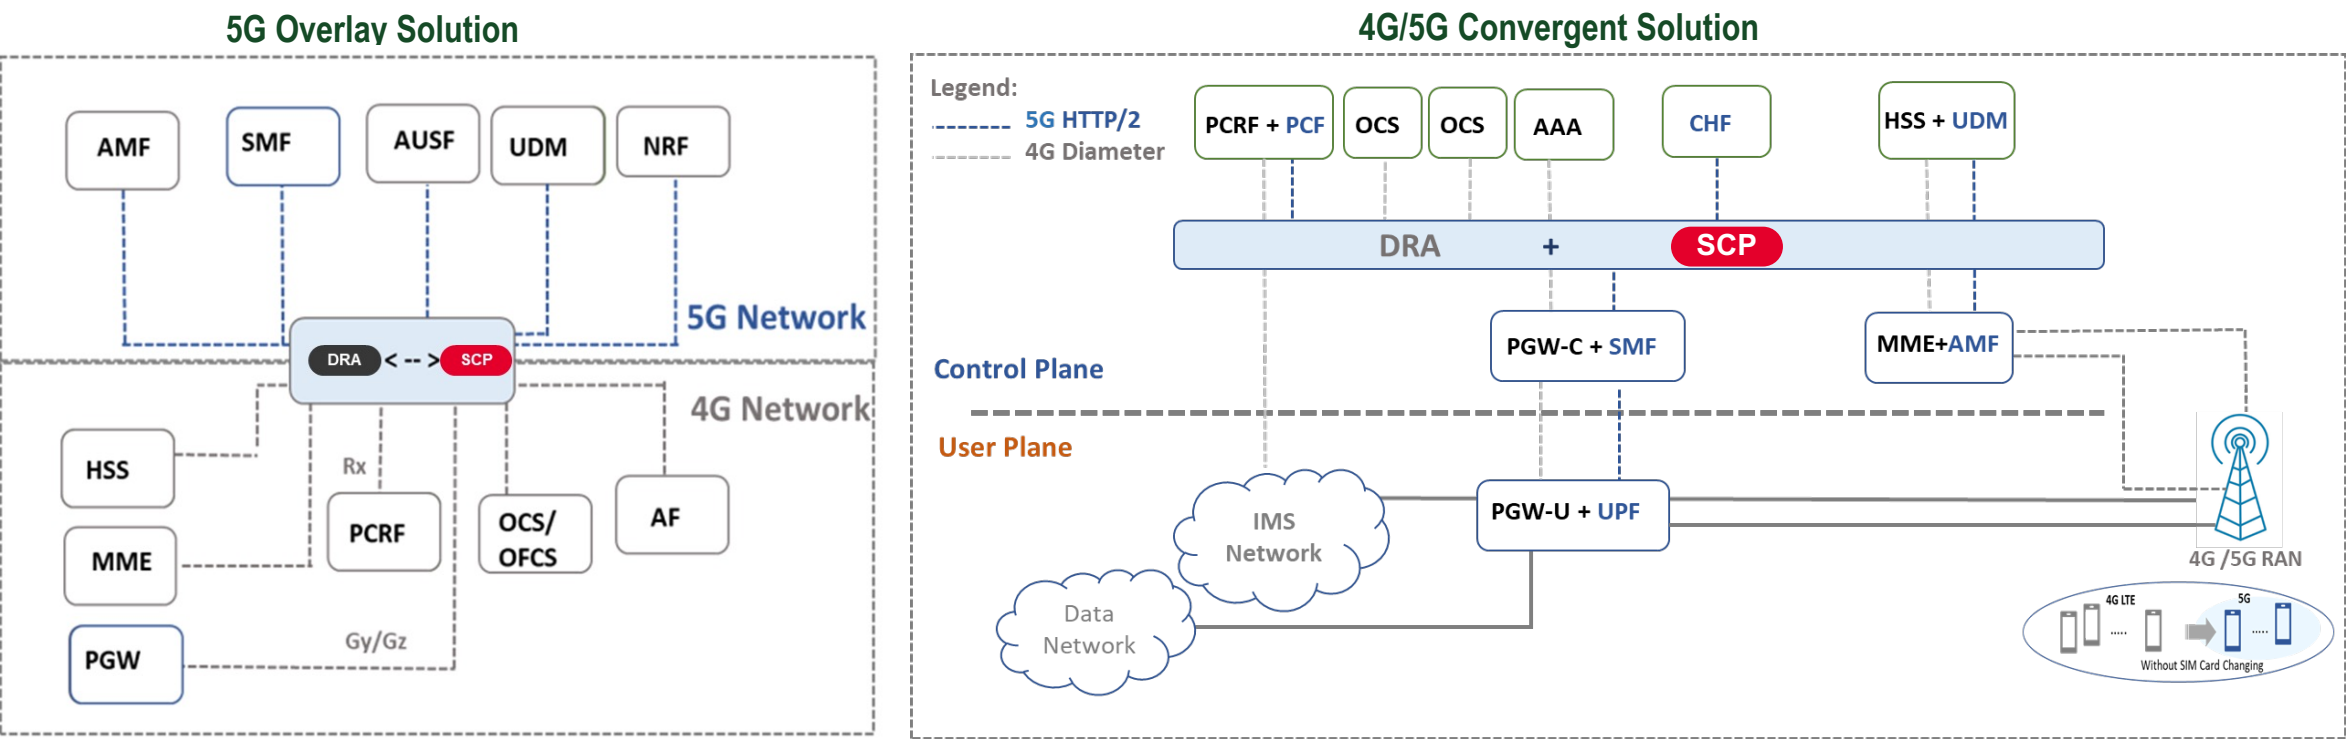 5G Overlay Solution
AMF
SMF
AUSF
UDM
NRF
5G Network
DRA < -- > SCP
4G Network
HSS
Rx
MME
PCRF
OCS/
OFCS
AF
PGW
Gy/Gz
4G/5G Convergent Solution
Legend:
5G HTTP/2
4G Diameter
PCRF + PCF
OCS
OCS
AAA
CHF
HSS + UDM
DRA + SCP
PGW-C + SMF
MME+AMF
Control Plane
User Plane
IMS
Network
PGW-U + UPF
4G /5G RAN
Data
Network
4G LTE
5G
.....
.....
Without SIM Card Changing